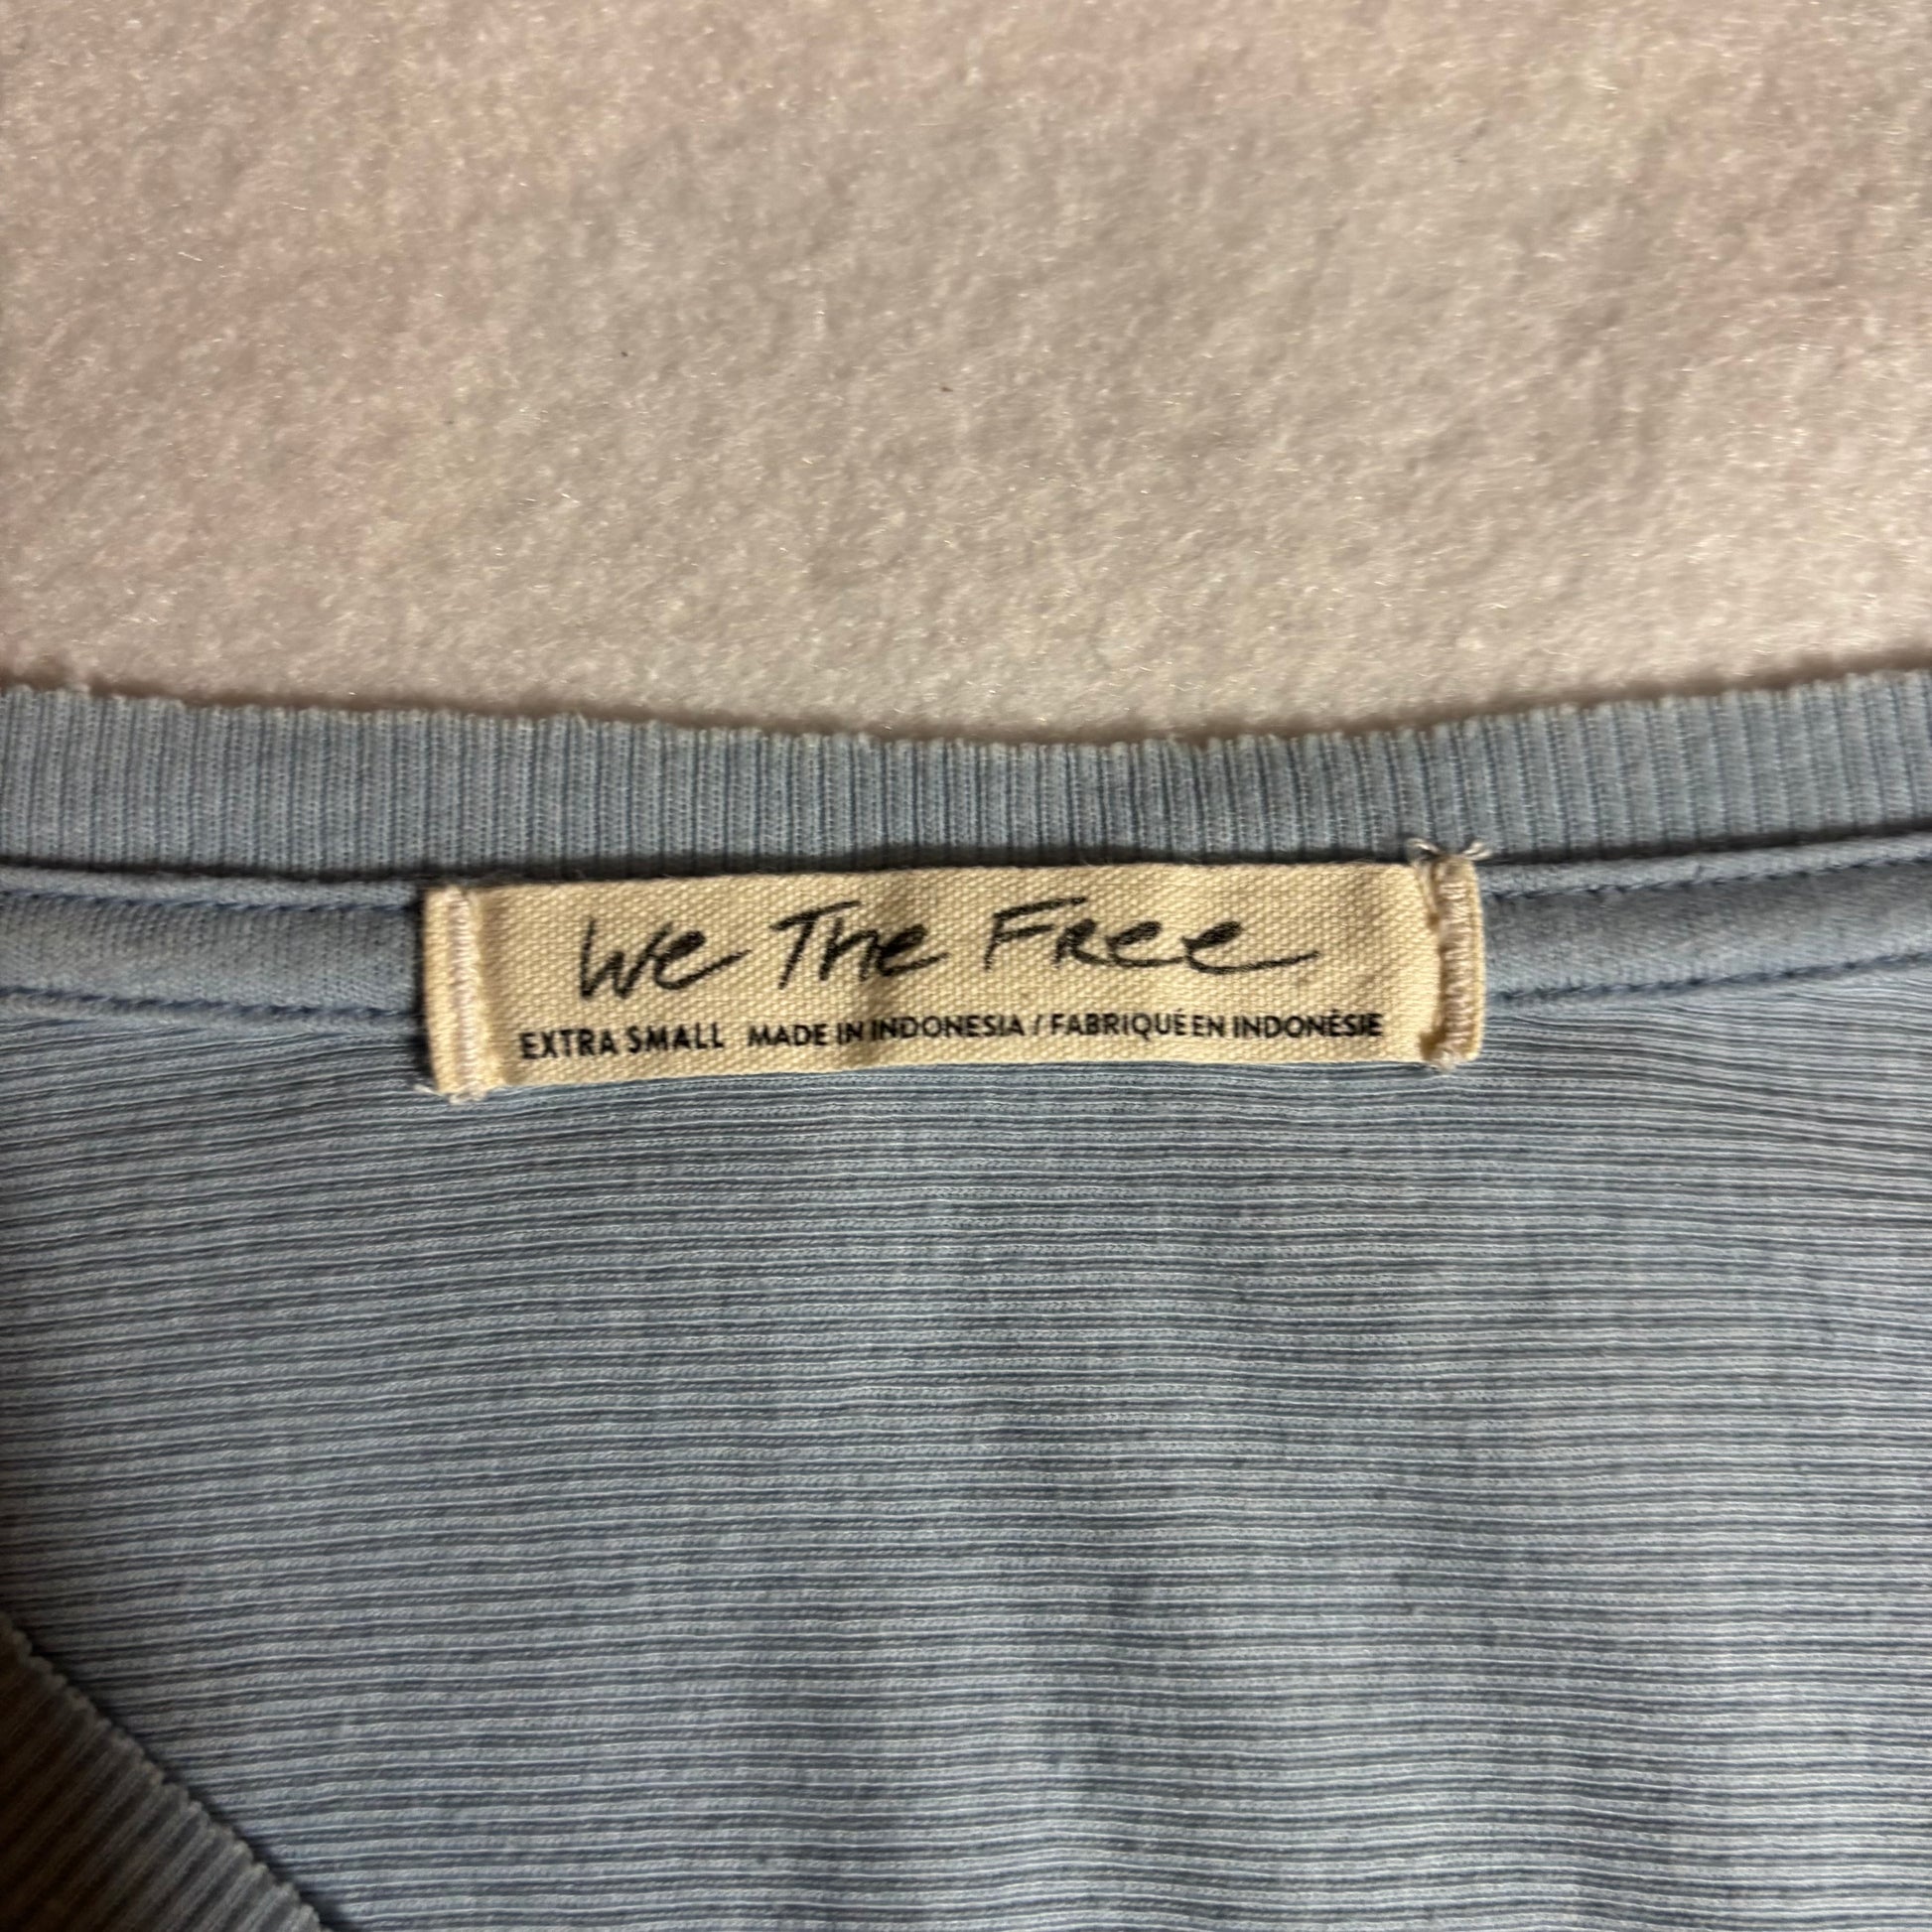 We The Free
EXTRA SMALL MADE IN INDONESIA / FABRIQUÉ EN INDONÉSIE